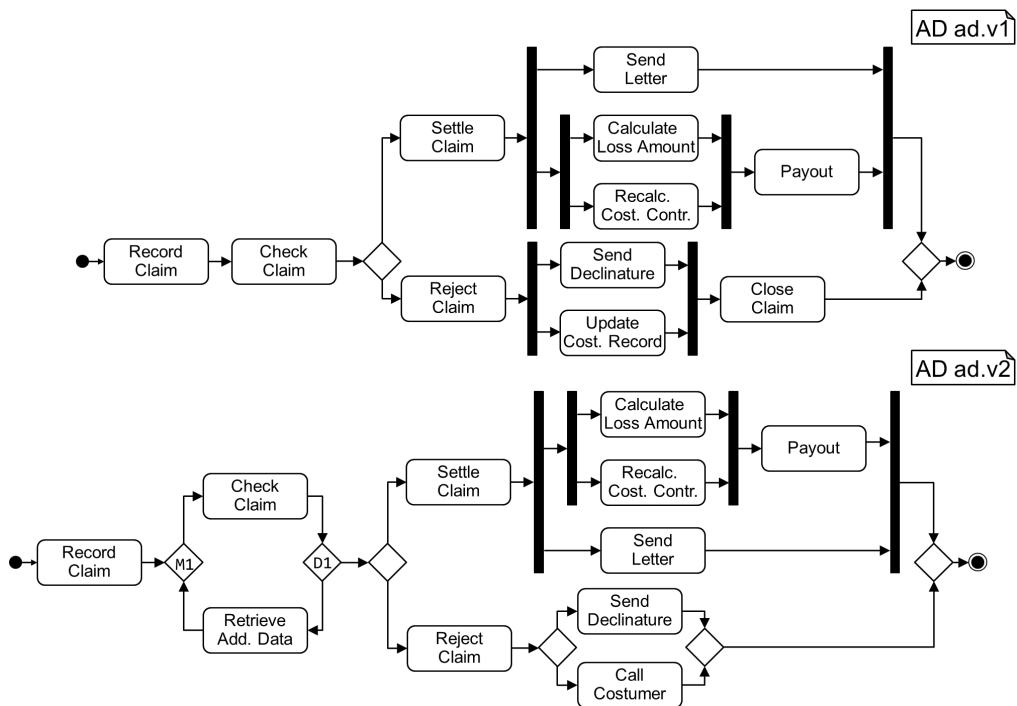 AD ad.v1
Send
Letter
Settle
Claim
Calculate
Loss Amount
Payout
Recalc.
Cost. Contr.
Record
Claim
Check
Claim
Send
Declinature
Reject
Claim
Close
Claim
Update
Cost. Record
AD ad.v2
Calculate
Loss Amount
Payout
Check
Claim
Settle
Claim
Recalc.
Cost. Contr.
Record
Claim
M1
D1
Send
Letter
Retrieve
Add. Data
Send
Declinature
Reject
Claim
Call
Costumer